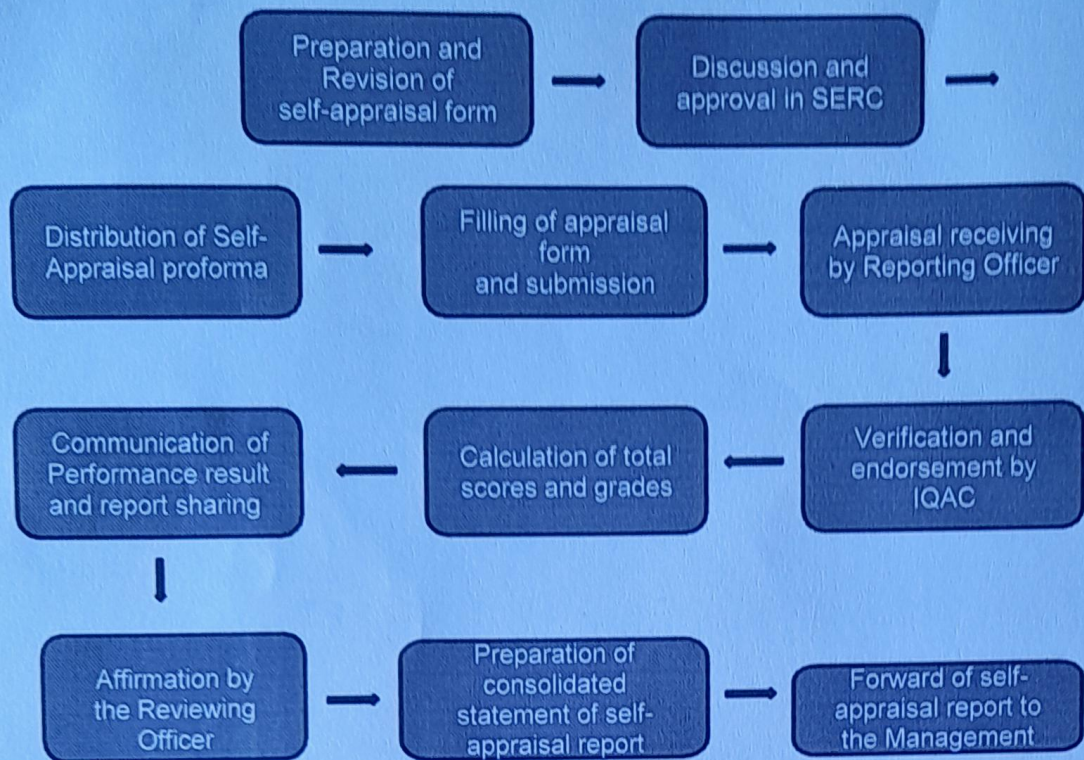 Preparation and
Revision of
self-appraisal form
Discussion and
approval in SERC
Distribution of Self-
Appraisal proforma
Filling of appraisal
form
and submission
Appraisal receiving
by Reporting Officer
Verification and
endorsement by
IQAC
Calculation of total
scores and grades
Communication of
Performance result
and report sharing
Affirmation by
the Reviewing
Officer
Preparation of
consolidated
statement of self-
appraisal report
Forward of self-
appraisal report to
the Management